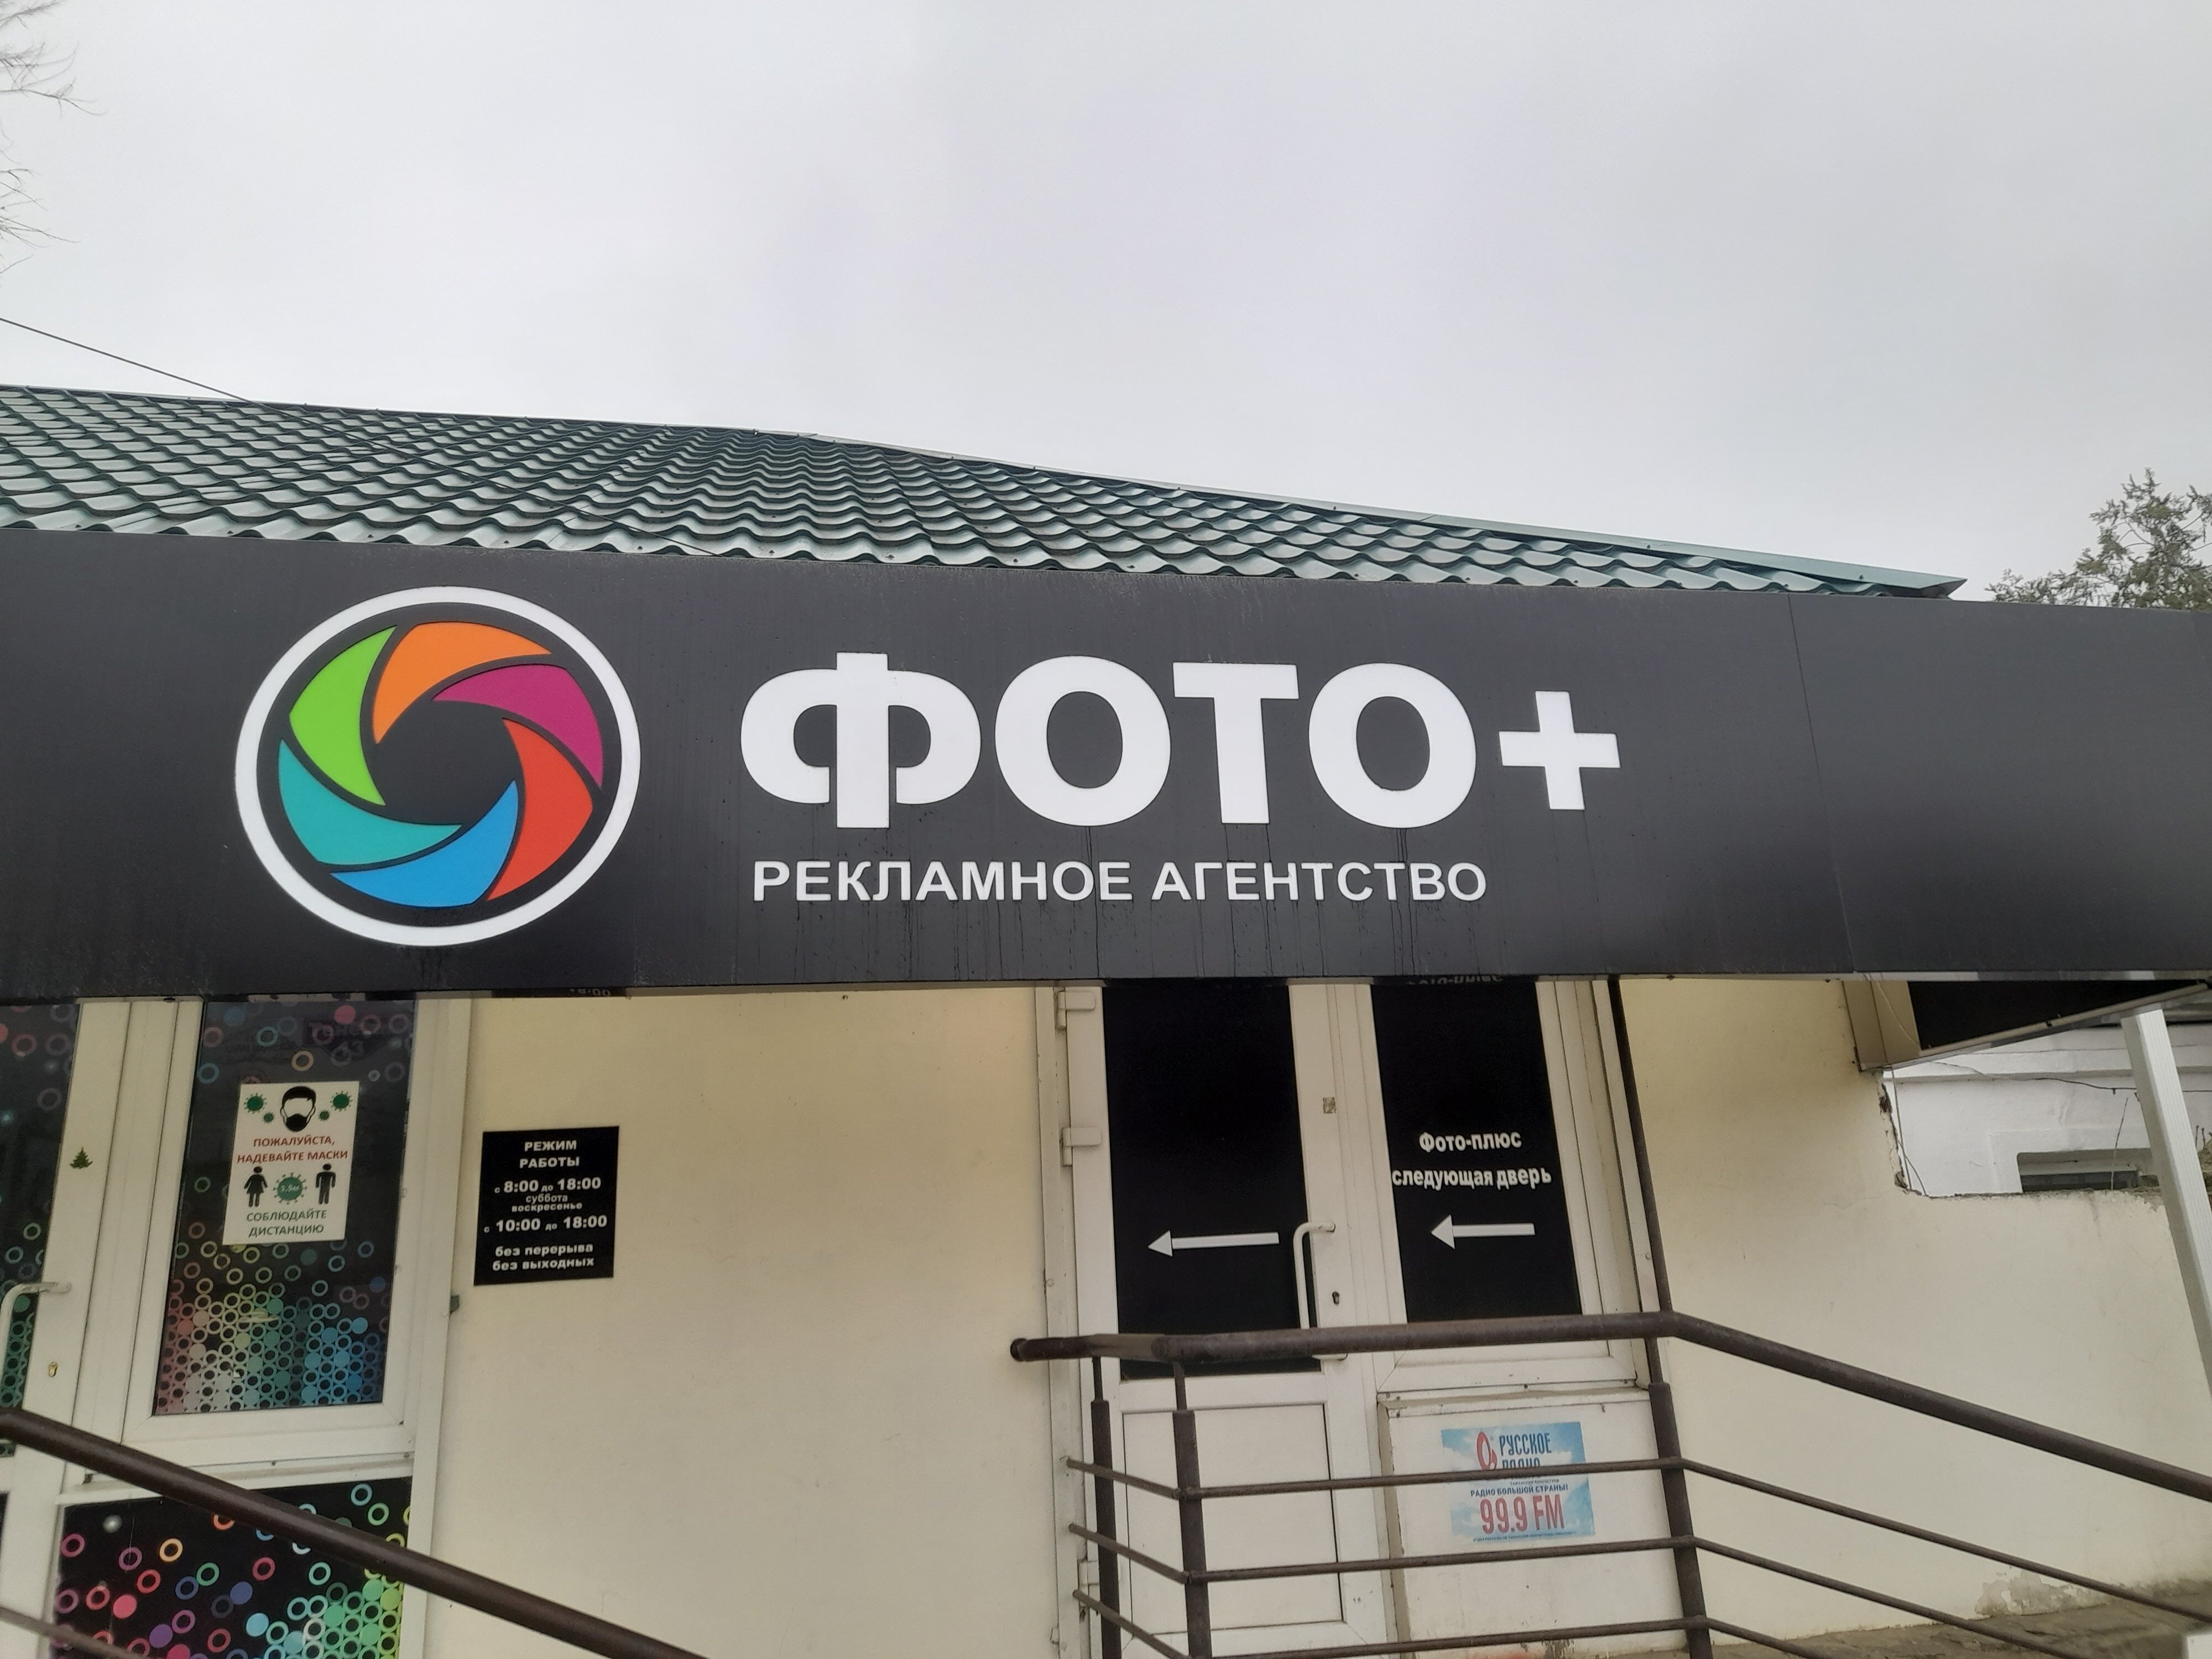 ФОТО+
РЕКЛАМНОЕ АГЕНТСТВО
ПОЖАЛУЙСТА,
НАДЕВАЙТЕ МАСКИ
СОБЛЮДАЙТЕ
ДИСТАНЦИЮ
РЕЖИМ
РАБОТЫ
с 8:00 до 18:00
суббота
воскресенье
с 10:00 до 18:00
без перерыва
без выходных
Фото-плюс
следующая дверь
РУССКОЕ
РАДИО
РАДИО БОЛЬШОЙ СТРАНЫ!
99.9 FM